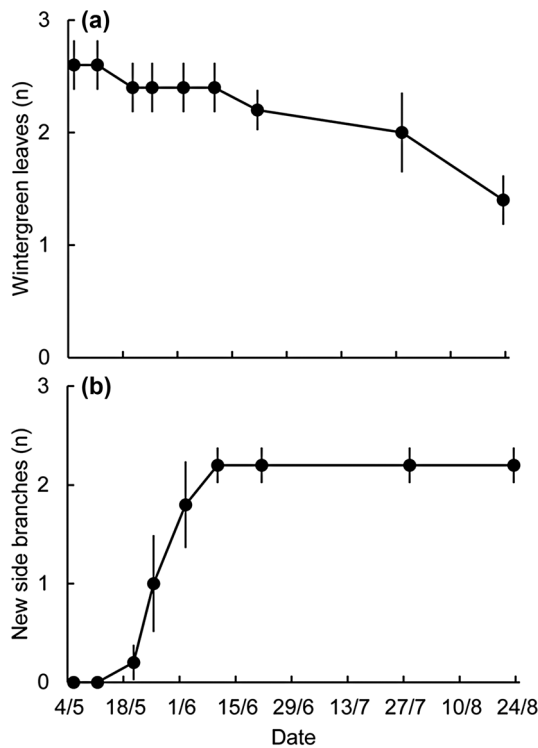 (a)
Wintergreen leaves (n)
3
2
1
0
(b)
New side branches (n)
3
2
1
0
4/5 18/5 1/6 15/6 29/6 13/7 27/7 10/8 24/8
Date